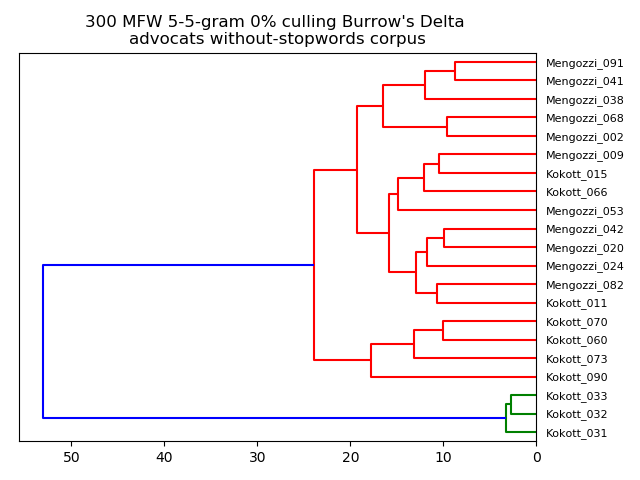 300 MFW 5-5-gram 0% culling Burrow's Delta
advocats without-stopwords corpus
Mengozzi_091
Mengozzi_041
Mengozzi_038
Mengozzi_068
Mengozzi_002
Mengozzi_009
Kokott_015
Kokott_066
Mengozzi_053
Mengozzi_042
Mengozzi_020
Mengozzi_024
Mengozzi_082
Kokott_011
Kokott_070
Kokott_060
Kokott_073
Kokott_090
Kokott_033
Kokott_032
Kokott_031
50 40 30 20 10 0